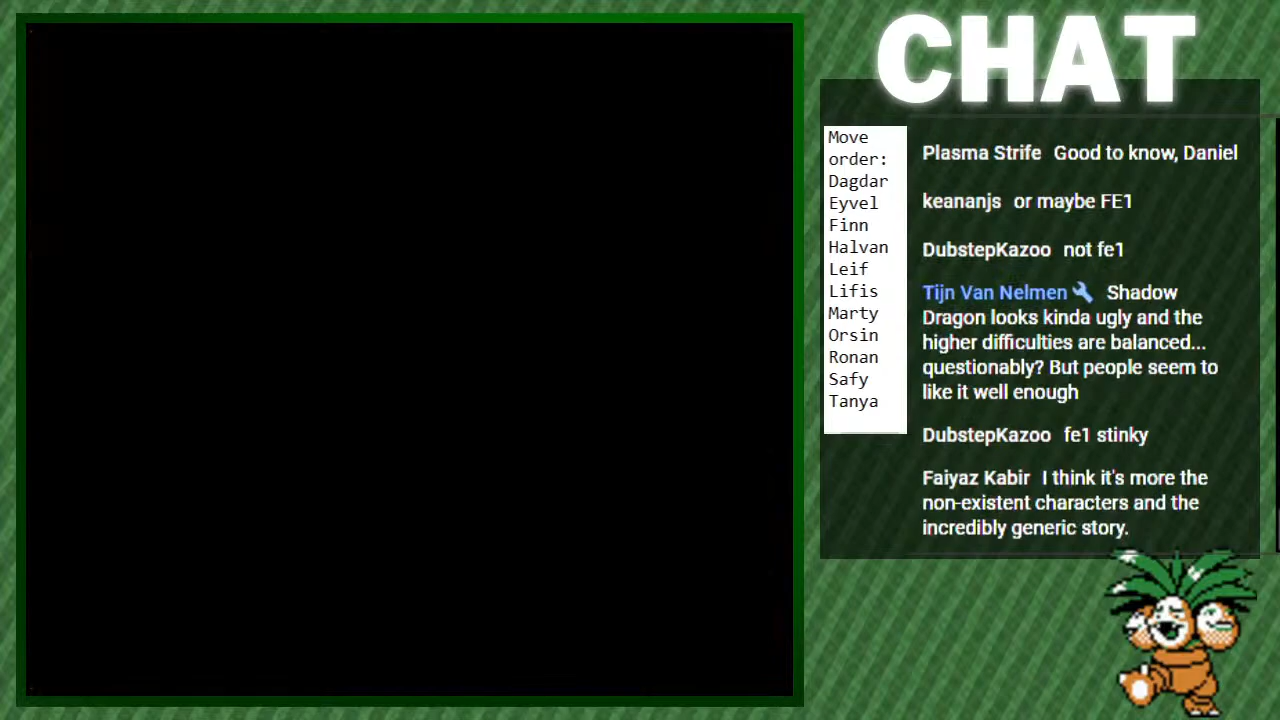 CHAT
Move
order:
Dagdar
Eyvel
Finn
Halvan
Leif
Lifis
Marty
Orsin
Ronan
Safy
Tanya
Plasma Strife Good to know, Daniel
keananjs or maybe FE1
DubstepKazoo not fe1
Tijn Van Nelmen Shadow
Dragon looks kinda ugly and the
higher difficulties are balanced...
questionably? But people seem to
like it well enough
DubstepKazoo fe1 stinky
Faiyaz Kabir I think it's more the
non-existent characters and the
incredibly generic story.